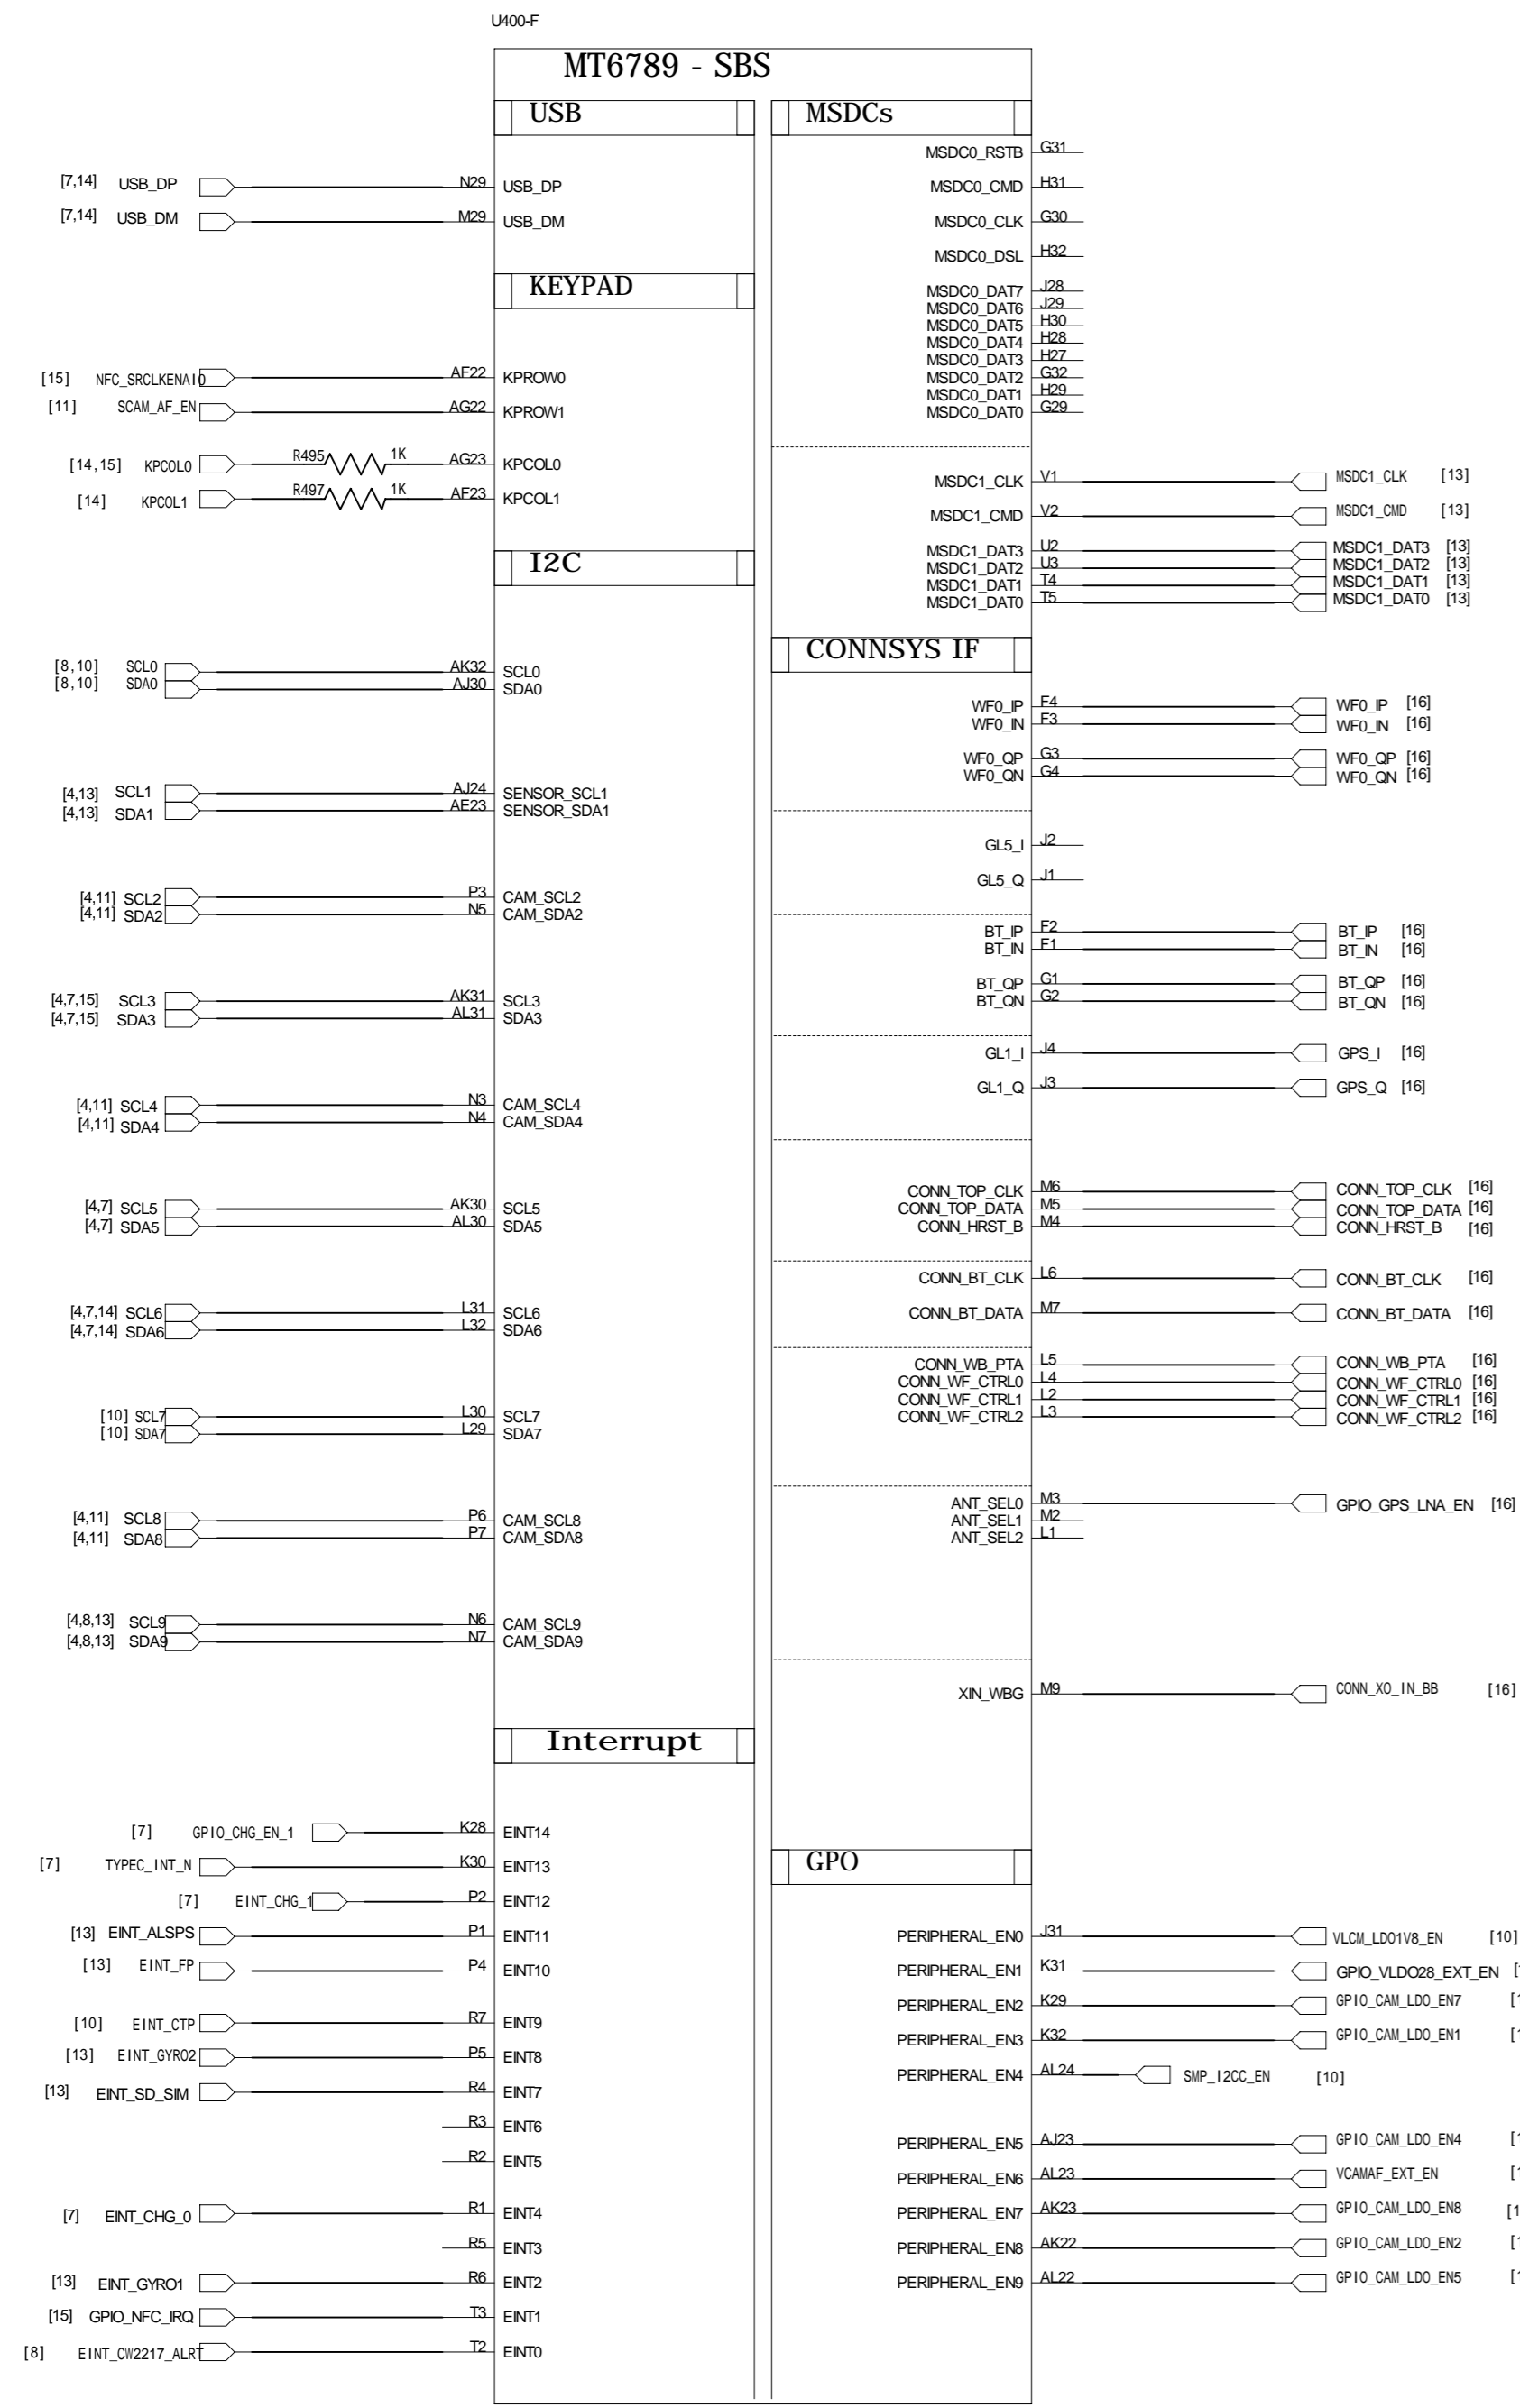 U400-F
MT6789 - SBS
USB
[7,14] USB_DP N29 USB_DP
[7,14] USB_DM M29 USB_DM
KEYPAD
[15] NFC_SRCLKENAI0 AF22 KPROW0
[11] SCAM_AF_EN AG22 KPROW1
[14,15] KPCOL0 R495 1K AG23 KPCOL0
[14] KPCOL1 R497 1K AF23 KPCOL1
I2C
[8,10] SCL0 AK32 SCL0
[8,10] SDA0 AJ30 SDA0
[4,13] SCL1 AJ24 SENSOR_SCL1
[4,13] SDA1 AE23 SENSOR_SDA1
[4,11] SCL2 P3 CAM_SCL2
[4,11] SDA2 N5 CAM_SDA2
[4,7,15] SCL3 AK31 SCL3
[4,7,15] SDA3 AL31 SDA3
[4,11] SCL4 N3 CAM_SCL4
[4,11] SDA4 N4 CAM_SDA4
[4,7] SCL5 AK30 SCL5
[4,7] SDA5 AL30 SDA5
[4,7,14] SCL6 L31 SCL6
[4,7,14] SDA6 L32 SDA6
[10] SCL7 L30 SCL7
[10] SDA7 L29 SDA7
[4,11] SCL8 P6 CAM_SCL8
[4,11] SDA8 P7 CAM_SDA8
[4,8,13] SCL9 N6 CAM_SCL9
[4,8,13] SDA9 N7 CAM_SDA9
Interrupt
[7] GPIO_CHG_EN_1 K28 EINT14
[7] TYPEC_INT_N K30 EINT13
[7] EINT_CHG_1 P2 EINT12
[13] EINT_ALSPS P1 EINT11
[13] EINT_FP P4 EINT10
[10] EINT_CTP R7 EINT9
[13] EINT_GYRO2 P5 EINT8
[13] EINT_SD_SIM R4 EINT7
R3 EINT6
R2 EINT5
[7] EINT_CHG_0 R1 EINT4
R5 EINT3
[13] EINT_GYRO1 R6 EINT2
[15] GPIO_NFC_IRQ T3 EINT1
[8] EINT_CW2217_ALRT T2 EINT0
MSDCs
MSDC0_RSTB G31
MSDC0_CMD H31
MSDC0_CLK G30
MSDC0_DSL H32
MSDC0_DAT7 J28
MSDC0_DAT6 J29
MSDC0_DAT5 H30
MSDC0_DAT4 H28
MSDC0_DAT3 H27
MSDC0_DAT2 G32
MSDC0_DAT1 H29
MSDC0_DAT0 G29
MSDC1_CLK V1 MSDC1_CLK [13]
MSDC1_CMD V2 MSDC1_CMD [13]
MSDC1_DAT3 U2 MSDC1_DAT3 [13]
MSDC1_DAT2 U3 MSDC1_DAT2 [13]
MSDC1_DAT1 T4 MSDC1_DAT1 [13]
MSDC1_DAT0 T5 MSDC1_DAT0 [13]
CONNSYS IF
WF0_IP F4 WF0_IP [16]
WF0_IN F3 WF0_IN [16]
WF0_QP G3 WF0_QP [16]
WF0_QN G4 WF0_QN [16]
GL5_I J2
GL5_Q J1
BT_IP F2 BT_IP [16]
BT_IN F1 BT_IN [16]
BT_QP G1 BT_QP [16]
BT_QN G2 BT_QN [16]
GL1_I J4 GPS_I [16]
GL1_Q J3 GPS_Q [16]
CONN_TOP_CLK M6 CONN_TOP_CLK [16]
CONN_TOP_DATA M5 CONN_TOP_DATA [16]
CONN_HRST_B M4 CONN_HRST_B [16]
CONN_BT_CLK L6 CONN_BT_CLK [16]
CONN_BT_DATA M7 CONN_BT_DATA [16]
CONN_WB_PTA L5 CONN_WB_PTA [16]
CONN_WF_CTRL0 L4 CONN_WF_CTRL0 [16]
CONN_WF_CTRL1 L2 CONN_WF_CTRL1 [16]
CONN_WF_CTRL2 L3 CONN_WF_CTRL2 [16]
ANT_SEL0 M3 GPIO_GPS_LNA_EN [16]
ANT_SEL1 M2
ANT_SEL2 L1
XIN_WBG M9 CONN_XO_IN_BB [16]
GPO
PERIPHERAL_EN0 J31 VLCM_LDO1V8_EN [10]
PERIPHERAL_EN1 K31 GPIO_VLDO28_EXT_EN
PERIPHERAL_EN2 K29 GPIO_CAM_LDO_EN7
PERIPHERAL_EN3 K32 GPIO_CAM_LDO_EN1
PERIPHERAL_EN4 AL24 SMP_I2CC_EN [10]
PERIPHERAL_EN5 AJ23 GPIO_CAM_LDO_EN4
PERIPHERAL_EN6 AL23 VCAMAF_EXT_EN
PERIPHERAL_EN7 AK23 GPIO_CAM_LDO_EN8
PERIPHERAL_EN8 AK22 GPIO_CAM_LDO_EN2
PERIPHERAL_EN9 AL22 GPIO_CAM_LDO_EN5